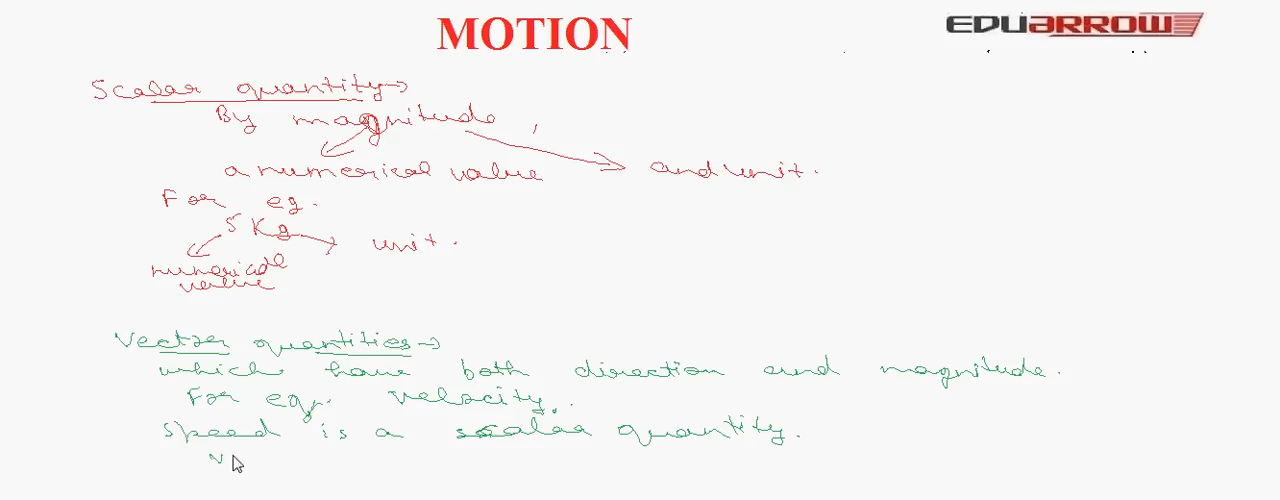 MOTION
EDUARROW
Scalar quantity→
By magnitude,
a numerical value and unit.
For eg.
5 Kg
unit.
numerical
value
Vector quantities→
which have both direction and magnitude.
For eg. velocity.
Speed is a scalar quantity.
V